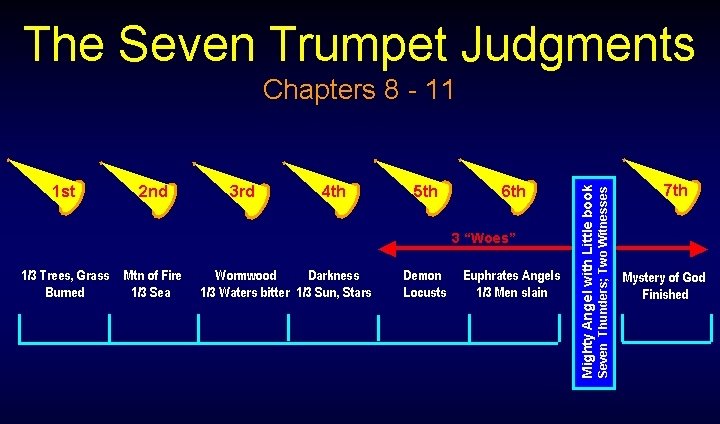 The Seven Trumpet Judgments
Chapters 8 - 11
1st
2nd
3rd
4th
5th
6th
7th
3 “Woes”
1/3 Trees, Grass
Burned
Mtn of Fire
1/3 Sea
Wormwood
1/3 Waters bitter
Darkness
1/3 Sun, Stars
Demon
Locusts
Euphrates Angels
1/3 Men slain
Mighty Angel with Little book
Seven Thunders; Two Witnesses
Mystery of God
Finished